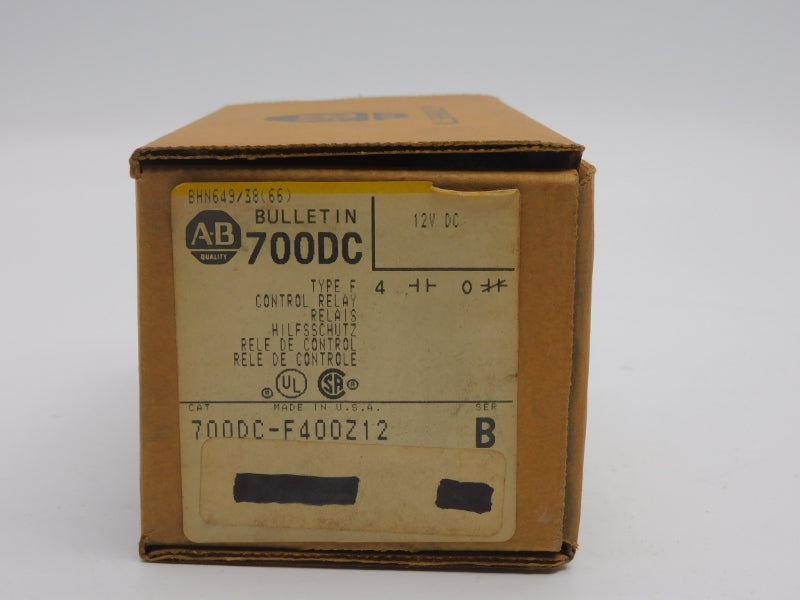 BHN649/38(66)
BULLETIN
700DC
A-B
QUALITY
12V DC
TYPE F
4 0
CONTROL RELAY
RELAIS
HILFSSCHUTZ
RELE DE CONTROL
RELE DE CONTROLE
UL
SA
CAT MADE IN U.S.A. SER
700DC-F400Z12 B